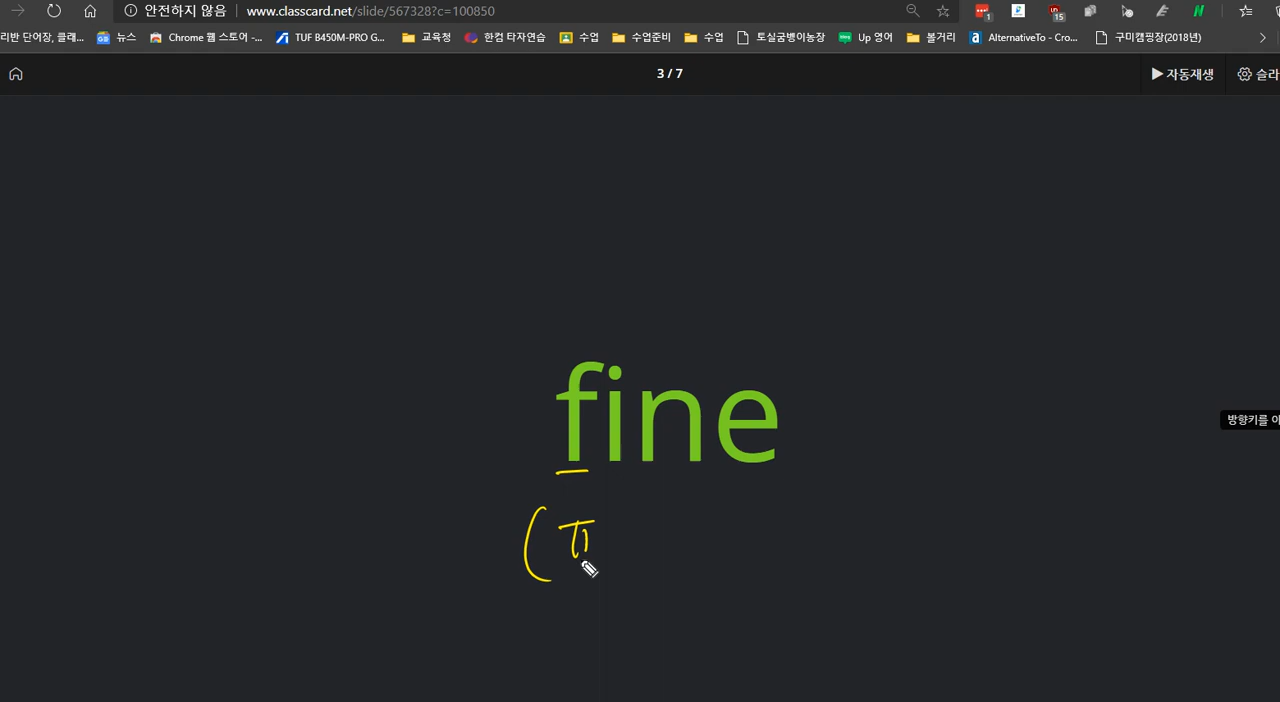 안전하지 않음 www.classcard.net/slide/567328?c=100850
1 15
리반 단어장, 클래... 뉴스 Chrome 웹 스토어 -... TUF B450M-PRO G... 교육청 한컴 타자연습 수업 수업준비 수업 토실굼뱅이농장 Up 영어 볼거리 AlternativeTo - Cro... 구미캠핑장(2018년)
3 / 7 자동재생 슬라
fine
방향키를 이